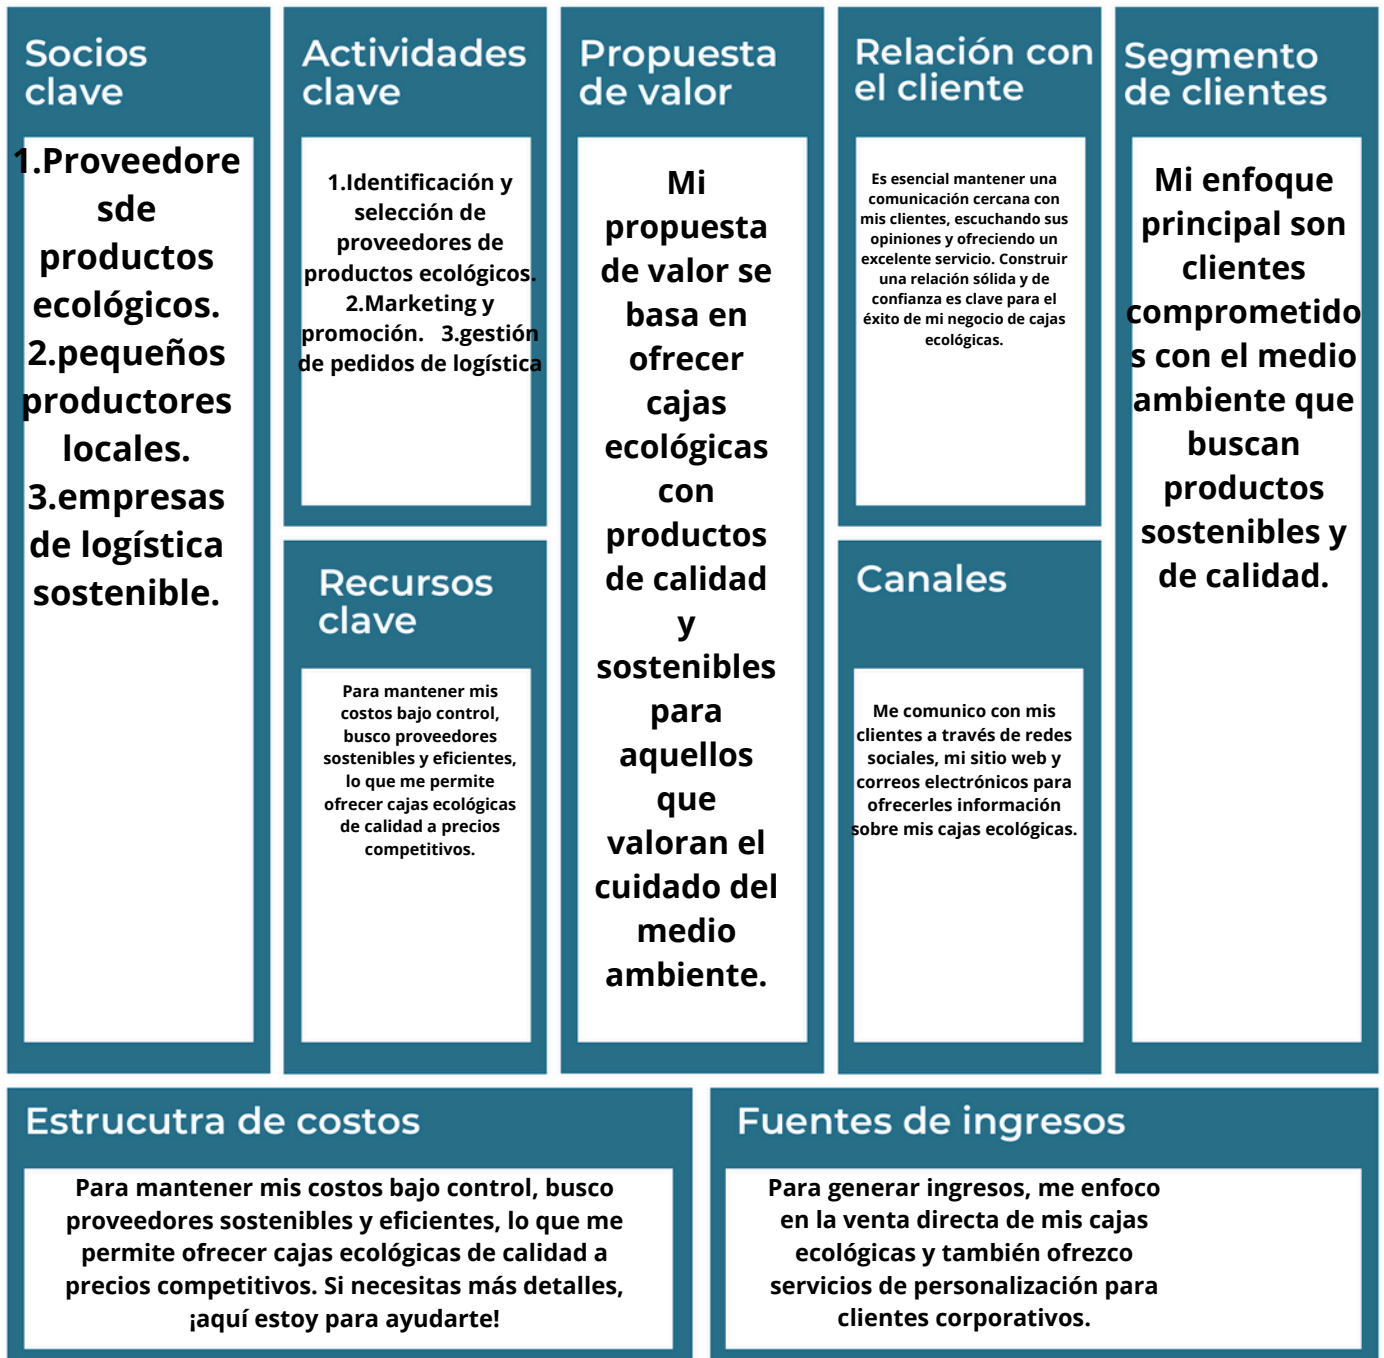 Socios
clave
1.Proveedore
sde
productos
ecológicos.
2.pequeños
productores
locales.
3.empresas
de logística
sostenible.
Actividades
clave
1.Identificación y
selección de
proveedores de
productos ecológicos.
2.Marketing y
promoción. 3.gestión
de pedidos de logística
Recursos
clave
Para mantener mis
costos bajo control,
busco proveedores
sostenibles y eficientes,
lo que me permite
ofrecer cajas ecológicas
de calidad a precios
competitivos.
Propuesta
de valor
Mi
propuesta
de valor se
basa en
ofrecer
cajas
ecológicas
con
productos
de calidad
y
sostenibles
para
aquellos
que
valoran el
cuidado del
medio
ambiente.
Relación con
el cliente
Es esencial mantener una
comunicación cercana con
mis clientes, escuchando sus
opiniones y ofreciendo un
excelente servicio. Construir
una relación sólida y de
confianza es clave para el
éxito de mi negocio de cajas
ecológicas.
Canales
Me comunico con mis
clientes a través de redes
sociales, mi sitio web y
correos electrónicos para
ofrecerles información
sobre mis cajas ecológicas.
Segmento
de clientes
Mi enfoque
principal son
clientes
comprometido
s con el medio
ambiente que
buscan
productos
sostenibles y
de calidad.
Estrucutra de costos
Para mantener mis costos bajo control, busco
proveedores sostenibles y eficientes, lo que me
permite ofrecer cajas ecológicas de calidad a
precios competitivos. Si necesitas más detalles,
¡aquí estoy para ayudarte!
Fuentes de ingresos
Para generar ingresos, me enfoco
en la venta directa de mis cajas
ecológicas y también ofrezco
servicios de personalización para
clientes corporativos.